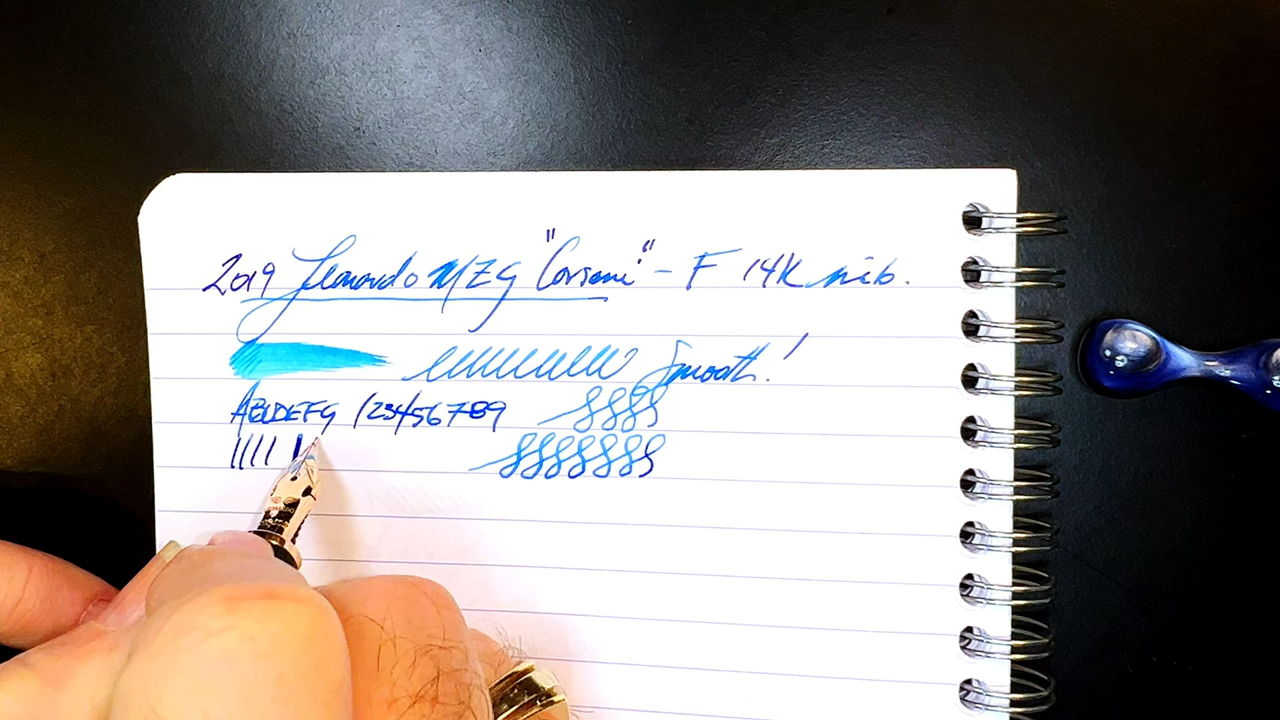 2019 Leonardo MZG "Corsani" - F 14K nib.
Smooth!
ABCDEFG 123456789